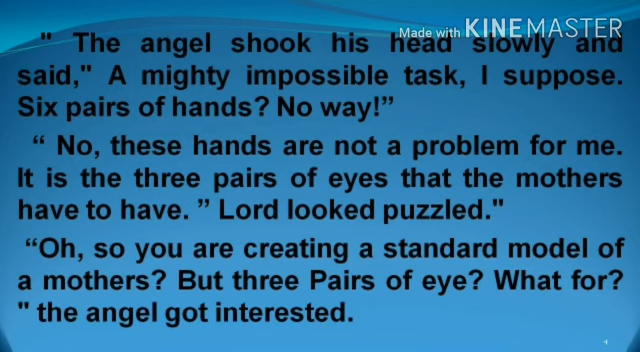 Made with KINEMASTER
" The angel shook his head slowly and
said," A mighty impossible task, I suppose.
Six pairs of hands? No way!”
“ No, these hands are not a problem for me.
It is the three pairs of eyes that the mothers
have to have. ” Lord looked puzzled."
“Oh, so you are creating a standard model of
a mothers? But three Pairs of eye? What for?
" the angel got interested.